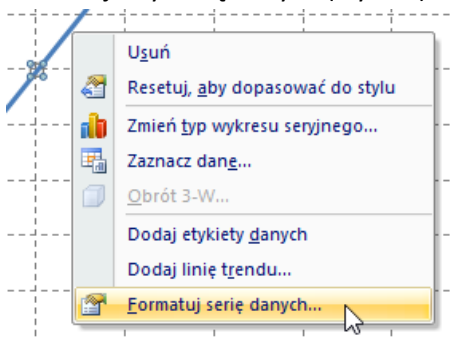 Usuń
Resetuj, aby dopasować do stylu
Zmień typ wykresu seryjnego...
Zaznacz dane...
Obrót 3-W...
Dodaj etykiety danych
Dodaj linię trendu...
Formatuj serię danych...